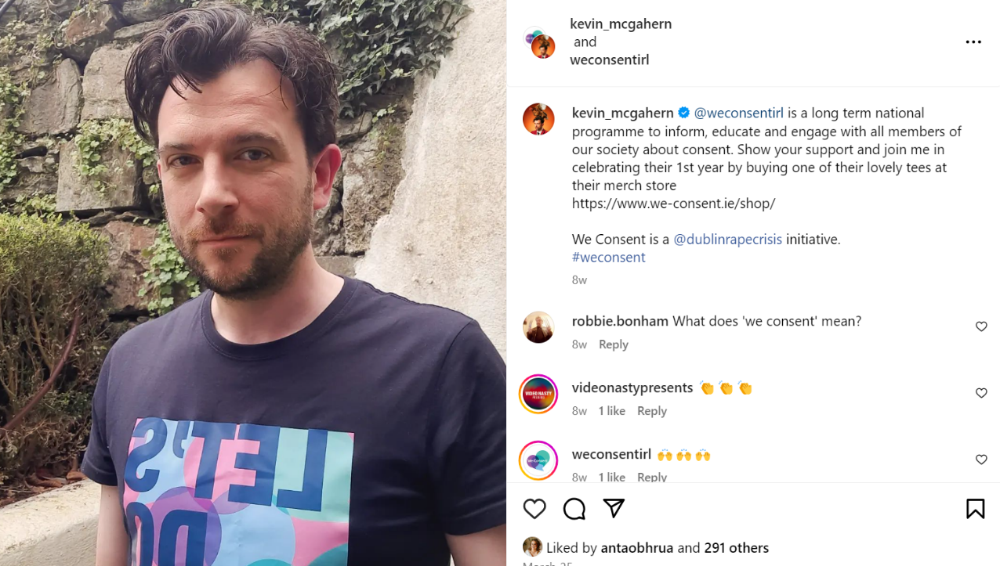 LET'S
DO
kevin_mcgahern
and
weconsentirl
kevin_mcgahern @weconsentirl is a long term national
programme to inform, educate and engage with all members of
our society about consent. Show your support and join me in
celebrating their 1st year by buying one of their lovely tees at
their merch store
https://www.we-consent.ie/shop/
We Consent is a @dublinrapecrisis initiative.
#weconsent
8w
robbie.bonham What does 'we consent' mean?
8w Reply
VIDEO NASTY
videonastypresents 👏👏👏
8w 1 like Reply
weconsentirl 🙌🙌🙌
8w 1 like Reply
Liked by antaobhrua and 291 others
March 25